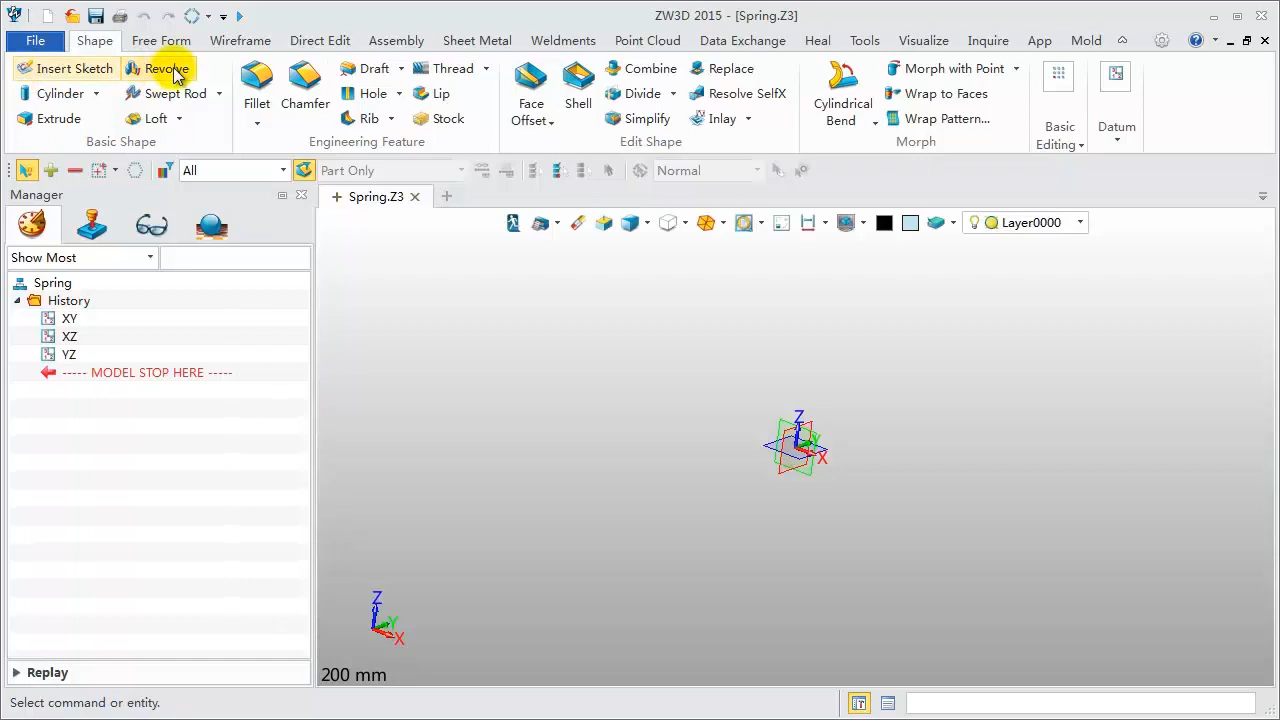 ZW3D 2015 - [Spring.Z3]
File Shape Free Form Wireframe Direct Edit Assembly Sheet Metal Weldments Point Cloud Data Exchange Heal Tools Visualize Inquire App Mold
Insert Sketch Revolve Draft Thread Combine Replace Morph with Point
Cylinder Swept Rod Fillet Chamfer Hole Lip Face Offset Shell Divide Resolve SelfX Cylindrical Bend Wrap to Faces
Extrude Loft Rib Stock Simplify Inlay Wrap Pattern... Basic Editing Datum
Basic Shape Engineering Feature Edit Shape Morph
All Part Only Normal
Manager Spring.Z3
Layer0000
Show Most
Spring
History
XY
XZ
YZ
----- MODEL STOP HERE -----
Z
Y
X
Z
Y
X
Replay
200 mm
Select command or entity.